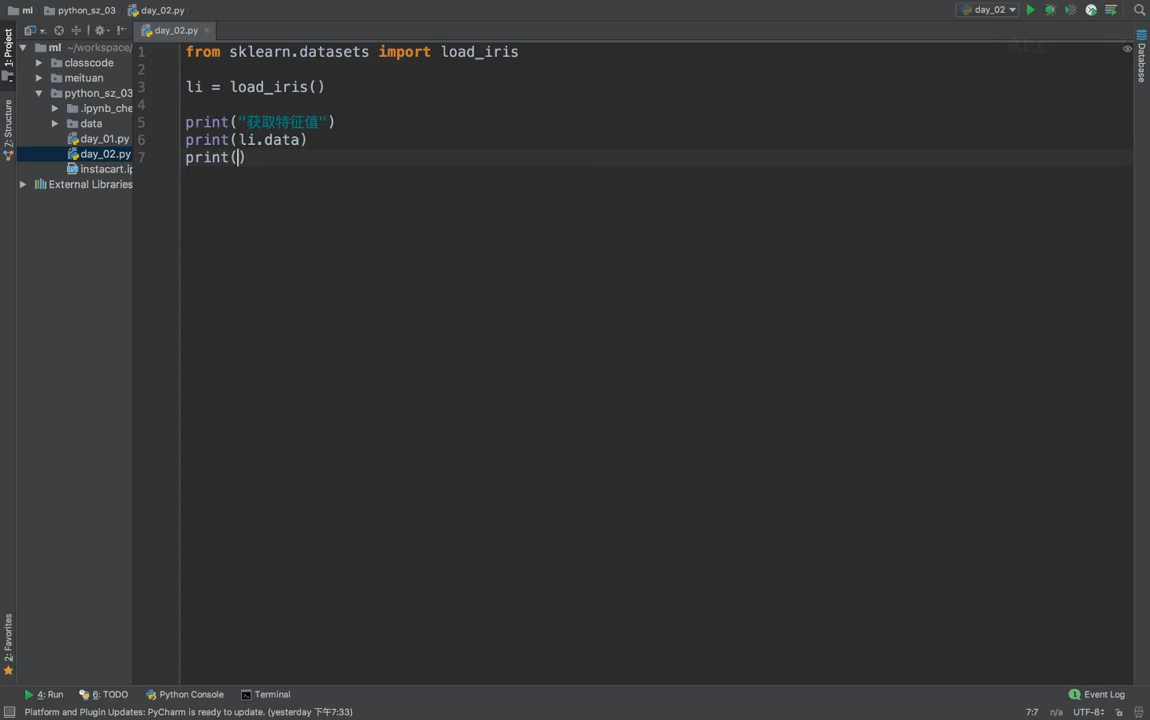 ml
python_sz_03
day_02.py
day_02
1: Project
Z: Structure
2: Favorites
Database
ml ~/workspace/
classcode
meituan
python_sz_03
.ipynb_che
data
day_01.py
day_02.py
instacart.ip
External Libraries
day_02.py
1 from sklearn.datasets import load_iris
2
3 li = load_iris()
4
5 print("获取特征值")
6 print(li.data)
7 print()
4: Run
6: TODO
Python Console
Terminal
1 Event Log
Platform and Plugin Updates: PyCharm is ready to update. (yesterday 下午7:33)
7:7 n/a UTF-8